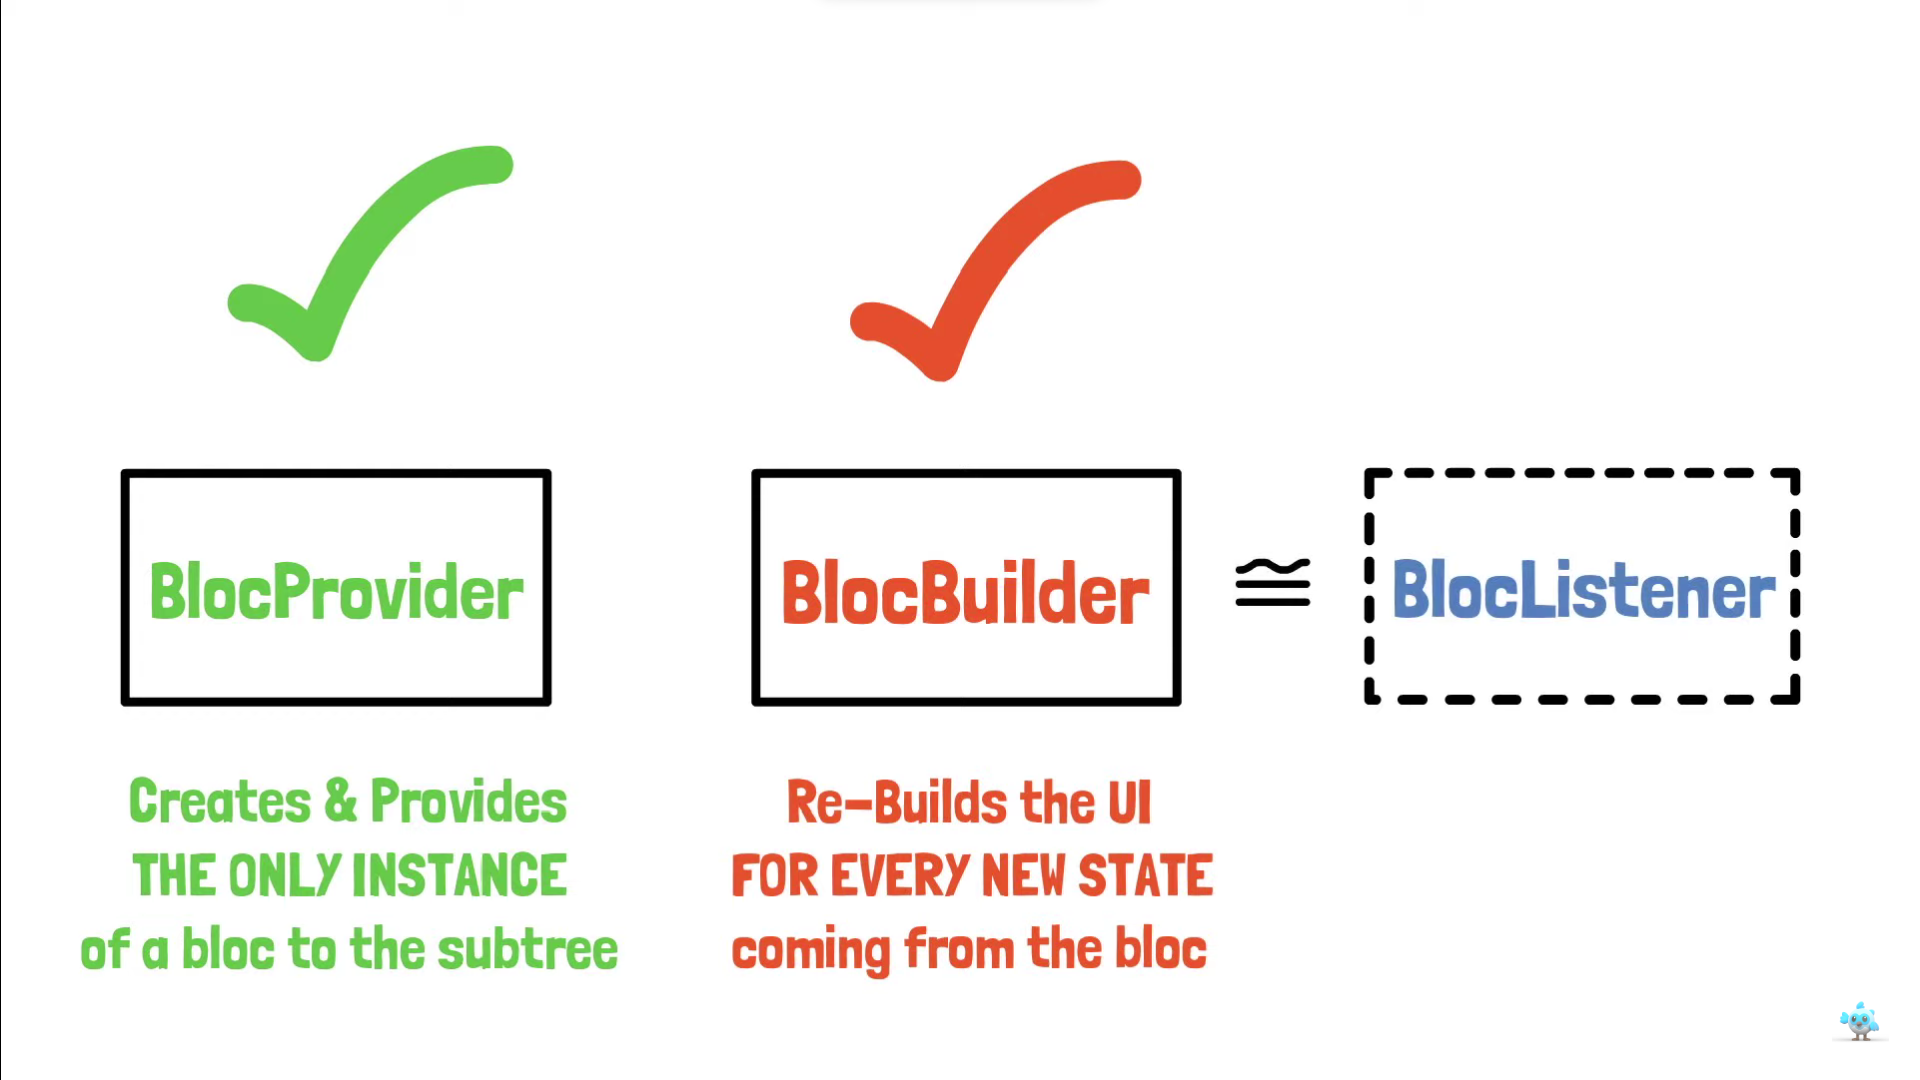 BlocProvider
BlocBuilder
≅
BlocListener
Creates & Provides
THE ONLY INSTANCE
of a bloc to the subtree
Re-Builds the UI
FOR EVERY NEW STATE
coming from the bloc